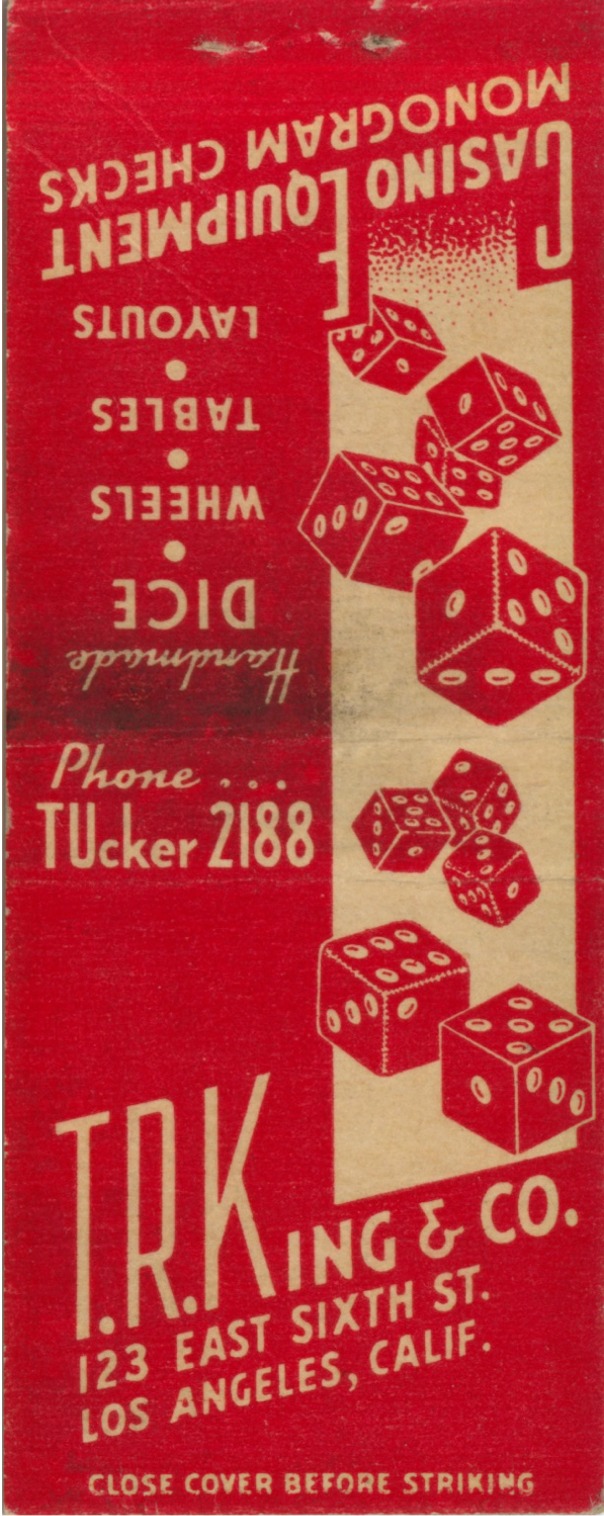 CASINO EQUIPMENT
MONOGRAM CHECKS
LAYOUTS
TABLES
WHEELS
Handmade
DICE
Phone...
TUcker 2188
T.R.KING & CO.
123 EAST SIXTH ST.
LOS ANGELES, CALIF.
CLOSE COVER BEFORE STRIKING